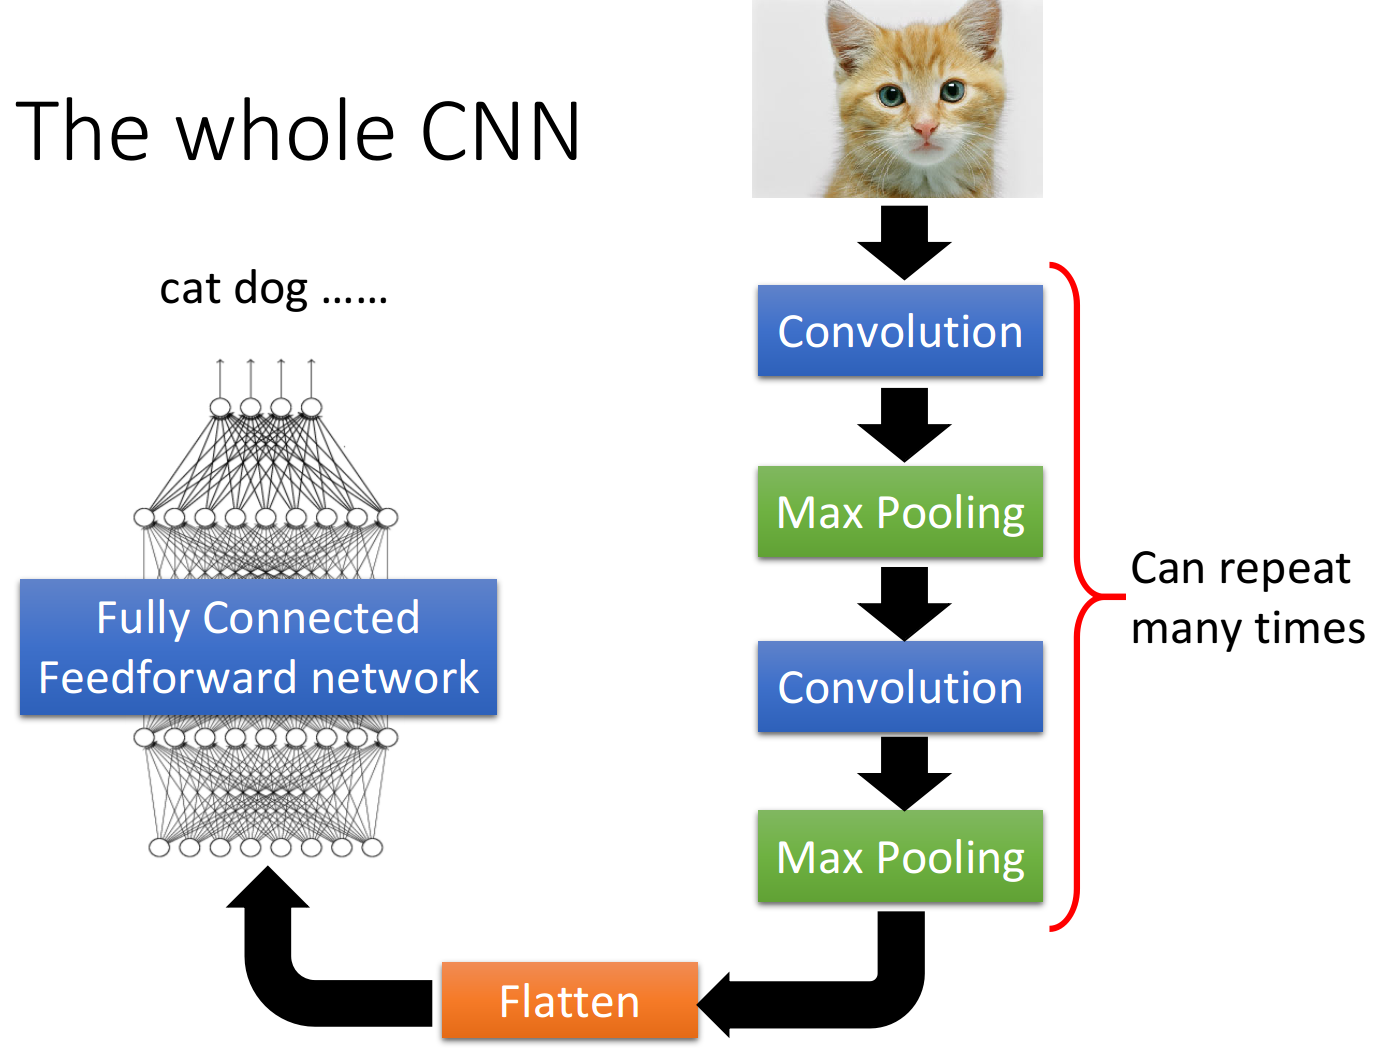 The whole CNN
cat dog ……
Convolution
Max Pooling
Convolution
Max Pooling
Can repeat
many times
Flatten
Fully Connected
Feedforward network